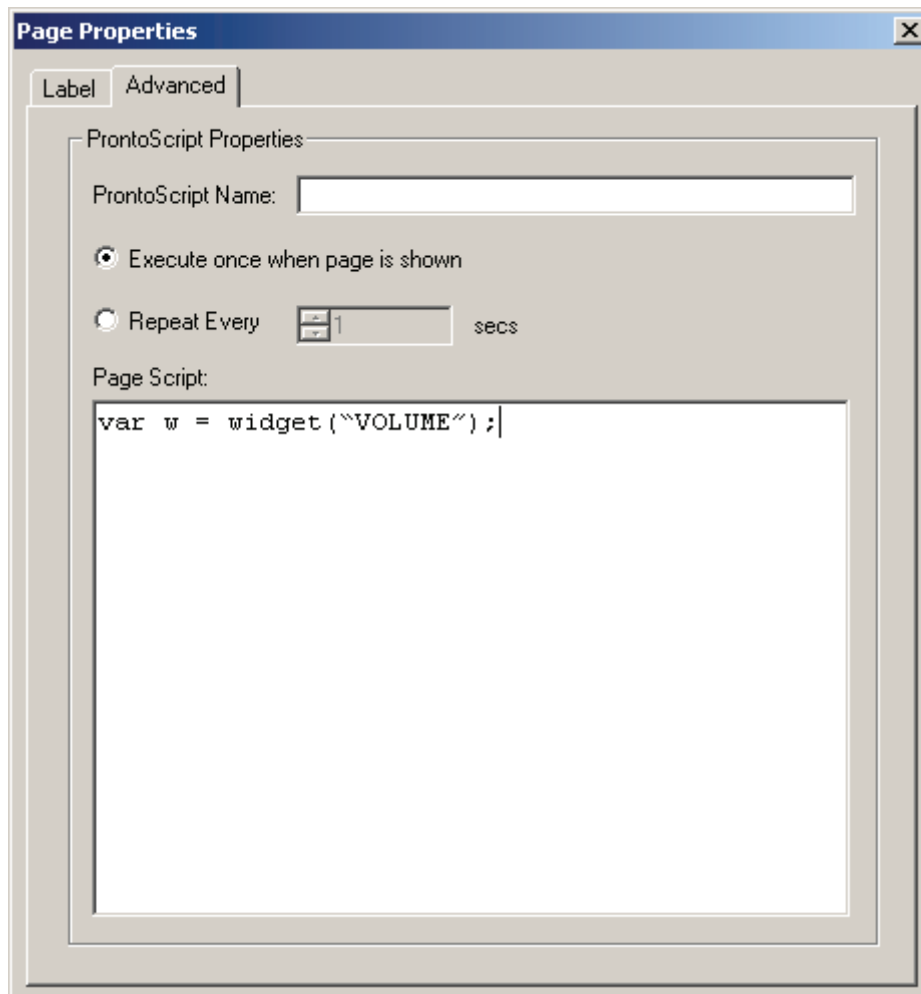 Page Properties
Label Advanced
ProntoScript Properties
ProntoScript Name:
Execute once when page is shown
Repeat Every 1 secs
Page Script:
var w = widget(“VOLUME”);